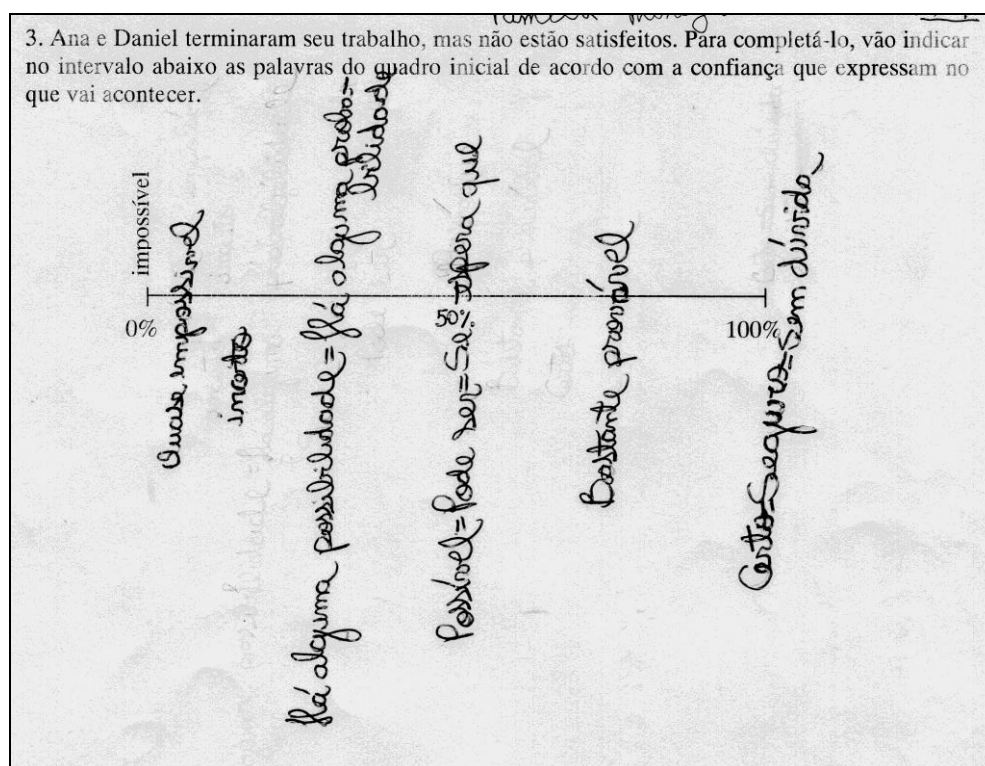 3. Ana e Daniel terminaram seu trabalho, mas não estão satisfeitos. Para completá-lo, vão indicar
no intervalo abaixo as palavras do quadro inicial de acordo com a confiança que expressam no
que vai acontecer.
impossível
Quase impossível
incerto
Há alguma possibilidade = Há alguma proba=
bilidade
Possível = Pode ser = Se espera que
Bastante provável
Certo = Seguro = Sem dúvida
0%
50%
100%